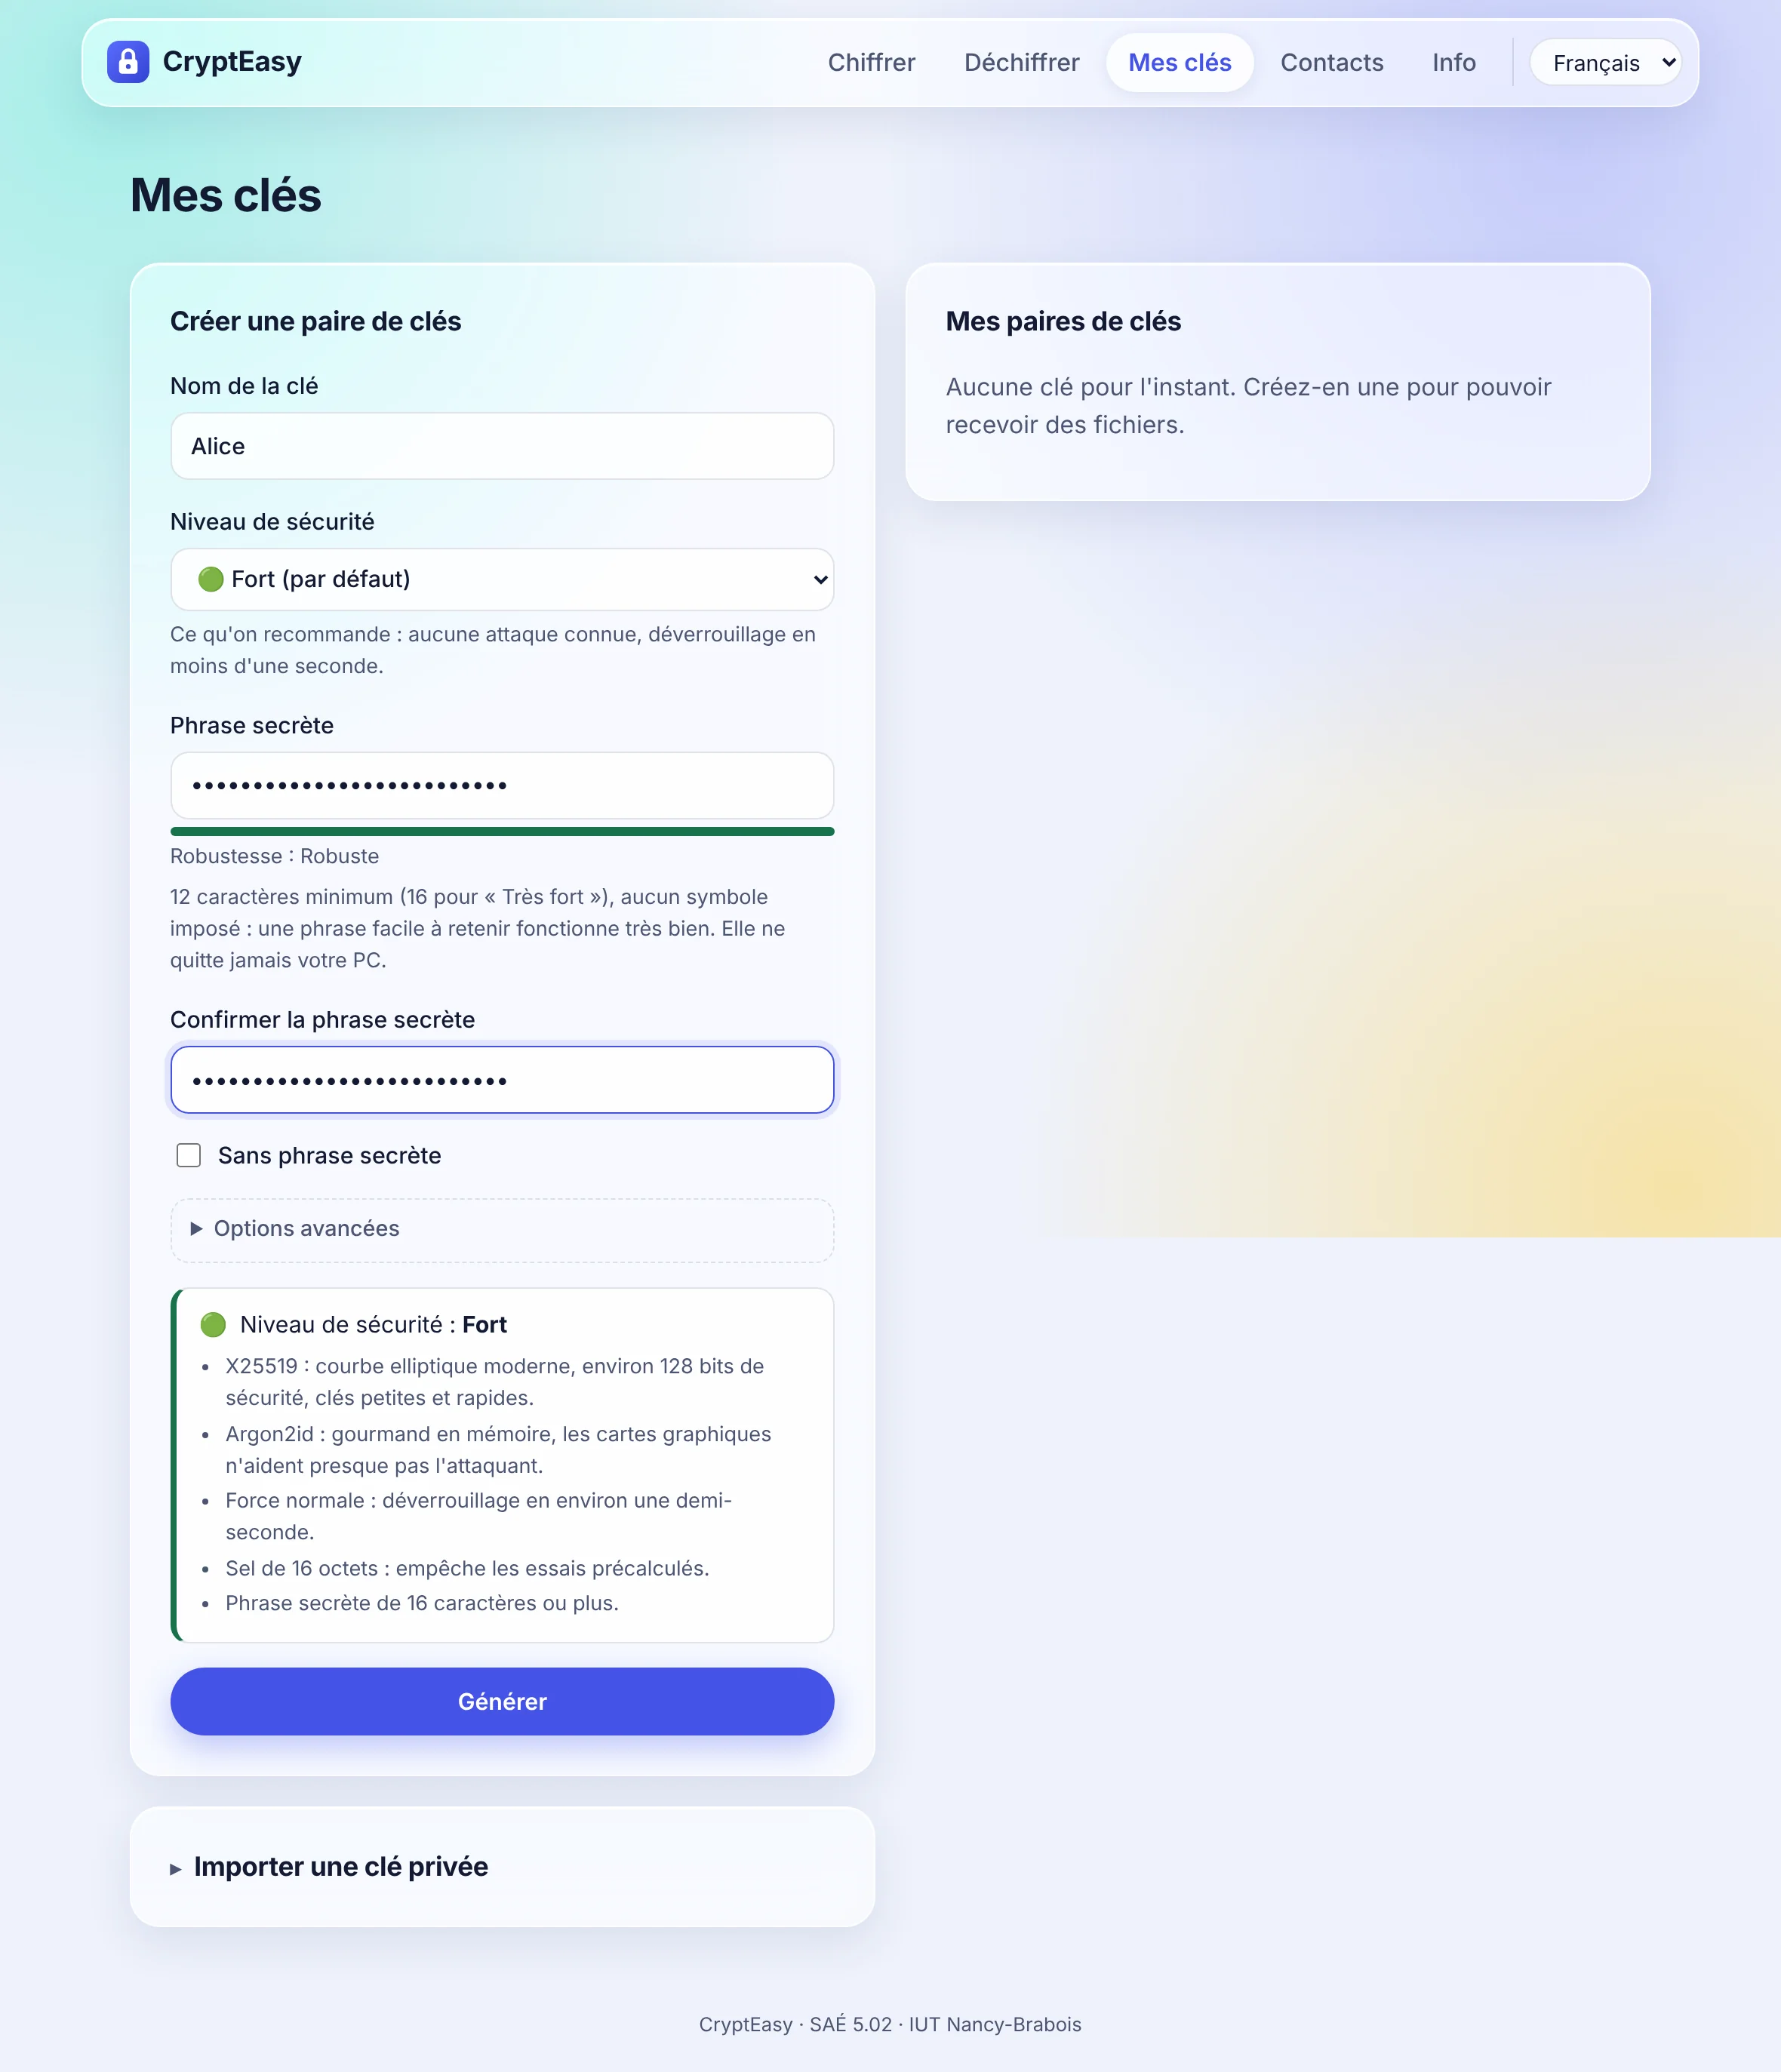 CryptEasy
Chiffrer
Déchiffrer
Mes clés
Contacts
Info
Français
Mes clés
Créer une paire de clés
Nom de la clé
Alice
Niveau de sécurité
Fort (par défaut)
Ce qu'on recommande : aucune attaque connue, déverrouillage en
moins d'une seconde.
Phrase secrète
Robustesse : Robuste
12 caractères minimum (16 pour « Très fort »), aucun symbole
imposé : une phrase facile à retenir fonctionne très bien. Elle ne
quitte jamais votre PC.
Confirmer la phrase secrète
Sans phrase secrète
Options avancées
Niveau de sécurité : Fort
X25519 : courbe elliptique moderne, environ 128 bits de
sécurité, clés petites et rapides.
Argon2id : gourmand en mémoire, les cartes graphiques
n'aident presque pas l'attaquant.
Force normale : déverrouillage en environ une demi-
seconde.
Sel de 16 octets : empêche les essais précalculés.
Phrase secrète de 16 caractères ou plus.
Générer
Importer une clé privée
Mes paires de clés
Aucune clé pour l'instant. Créez-en une pour pouvoir
recevoir des fichiers.
CryptEasy · SAÉ 5.02 · IUT Nancy-Brabois